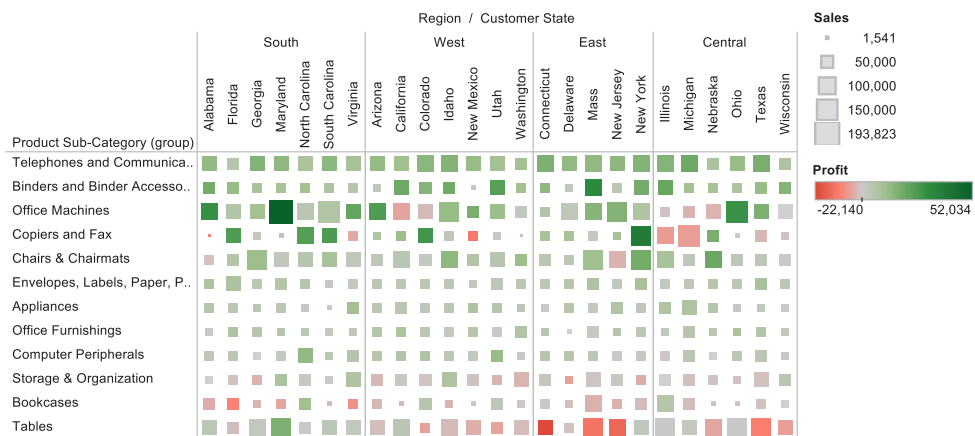 Region / Customer State
South West East Central
Alabama
Florida
Georgia
Maryland
North Carolina
South Carolina
Virginia
Arizona
California
Colorado
Idaho
New Mexico
Utah
Washington
Connecticut
Delaware
Mass
New Jersey
New York
Illinois
Michigan
Nebraska
Ohio
Texas
Wisconsin
Product Sub-Category (group)
Telephones and Communica..
Binders and Binder Accesso..
Office Machines
Copiers and Fax
Chairs & Chairmats
Envelopes, Labels, Paper, P..
Appliances
Office Furnishings
Computer Peripherals
Storage & Organization
Bookcases
Tables
Sales
1,541
50,000
100,000
150,000
193,823
Profit
-22,140 52,034